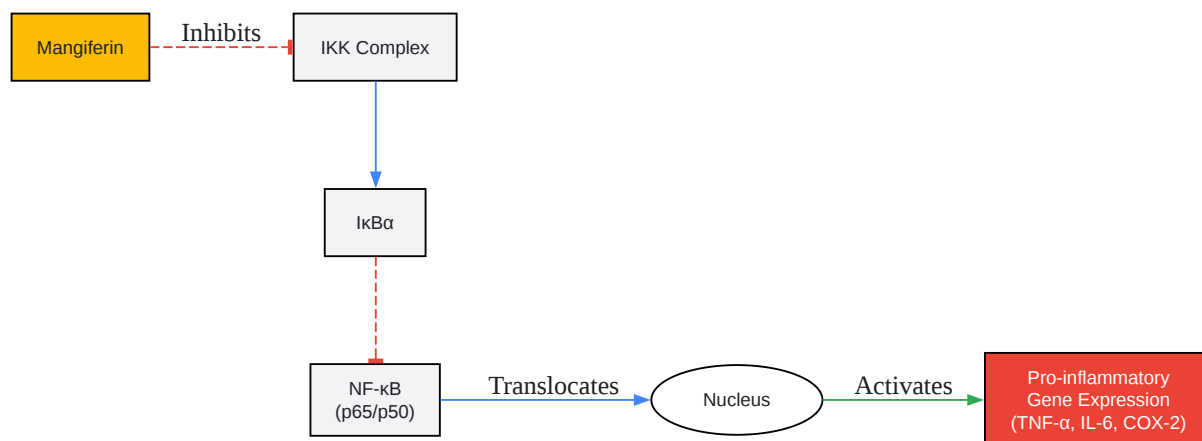 Mangiferin
Inhibits
IKK Complex
IκBα
NF-κB
(p65/p50)
Translocates
Nucleus
Activates
Pro-inflammatory
Gene Expression
(TNF-α, IL-6, COX-2)